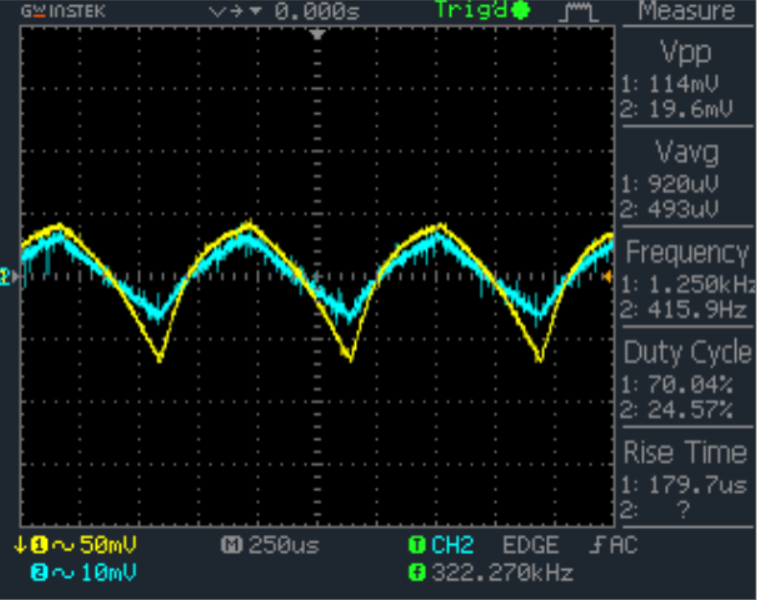 GWINSTEK 0.000s Trig'd Measure
Vpp
1: 114mV
2: 19.6mV
Vavg
1: 920uV
2: 493uV
Frequency
1: 1.250kHz
2: 415.9Hz
Duty Cycle
1: 70.04%
2: 24.57%
Rise Time
1: 179.7us
2: ?
2
1 ~ 50mV M 250us T CH2 EDGE AC
2 ~ 10mV f 322.270kHz